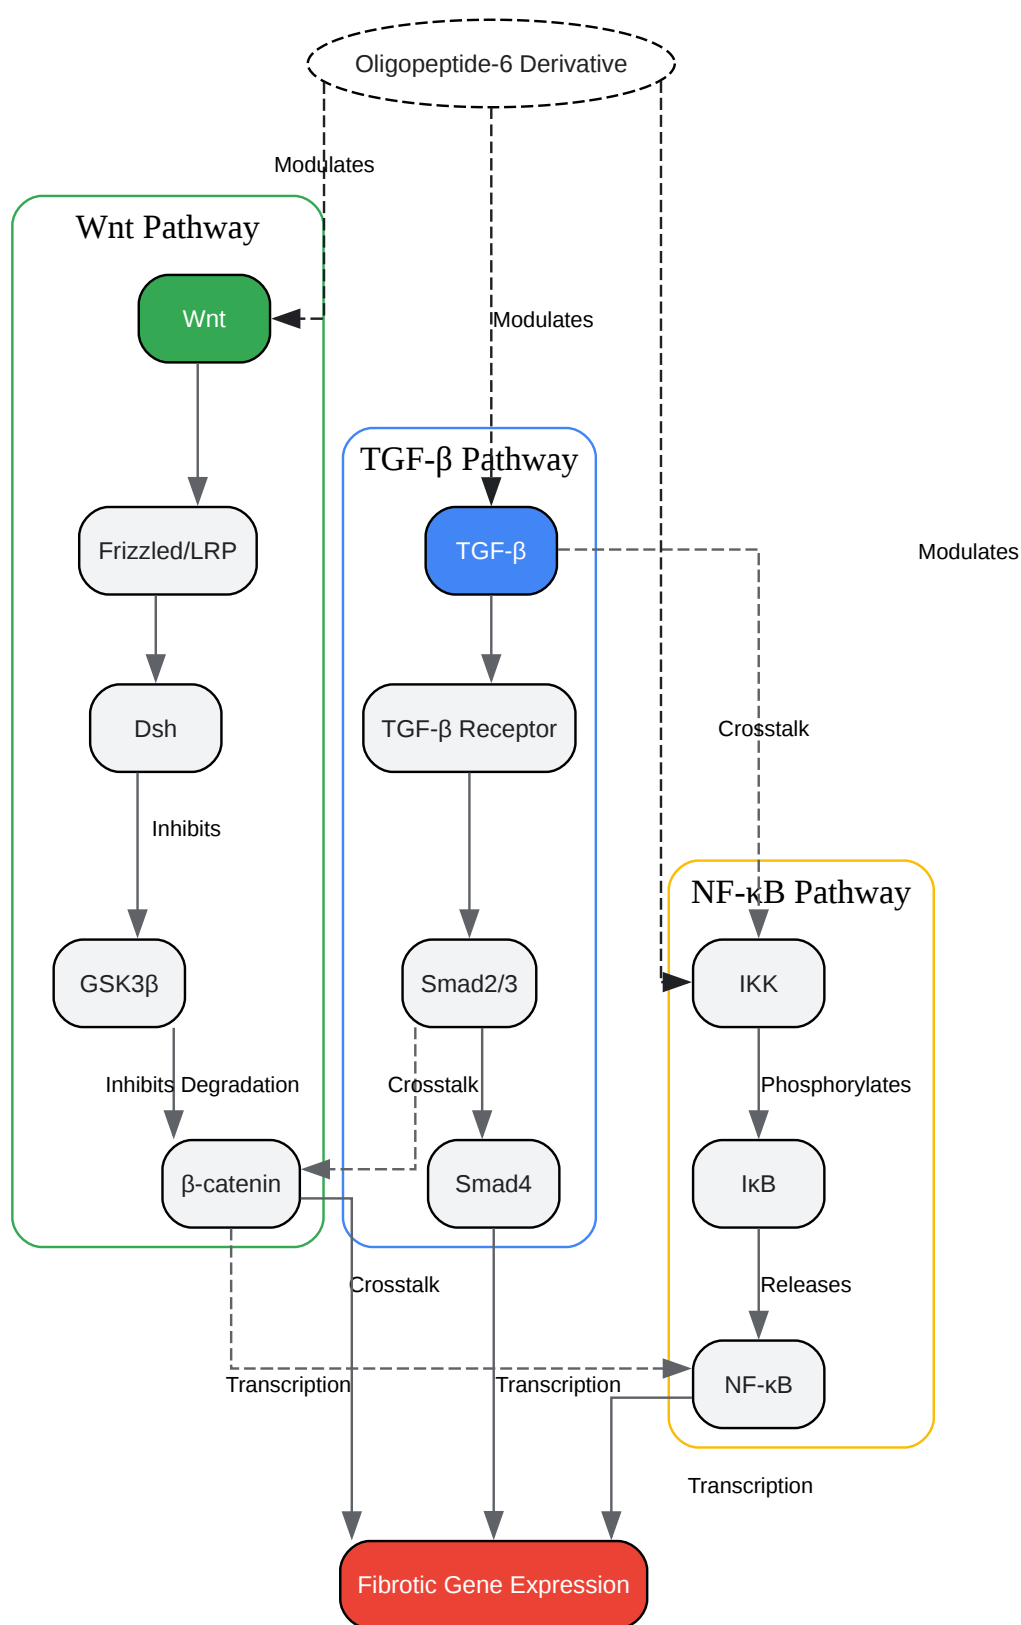 Oligopeptide-6 Derivative
Modulates
Wnt Pathway
Wnt
Modulates
TGF-β Pathway
Frizzled/LRP
TGF-β
Modulates
Dsh
TGF-β Receptor
Crosstalk
Inhibits
NF-κB Pathway
GSK3β
Smad2/3
IKK
Inhibits Degradation
Crosstalk
Phosphorylates
β-catenin
Smad4
IκB
Crosstalk
Releases
Transcription
Transcription
NF-κB
Transcription
Fibrotic Gene Expression